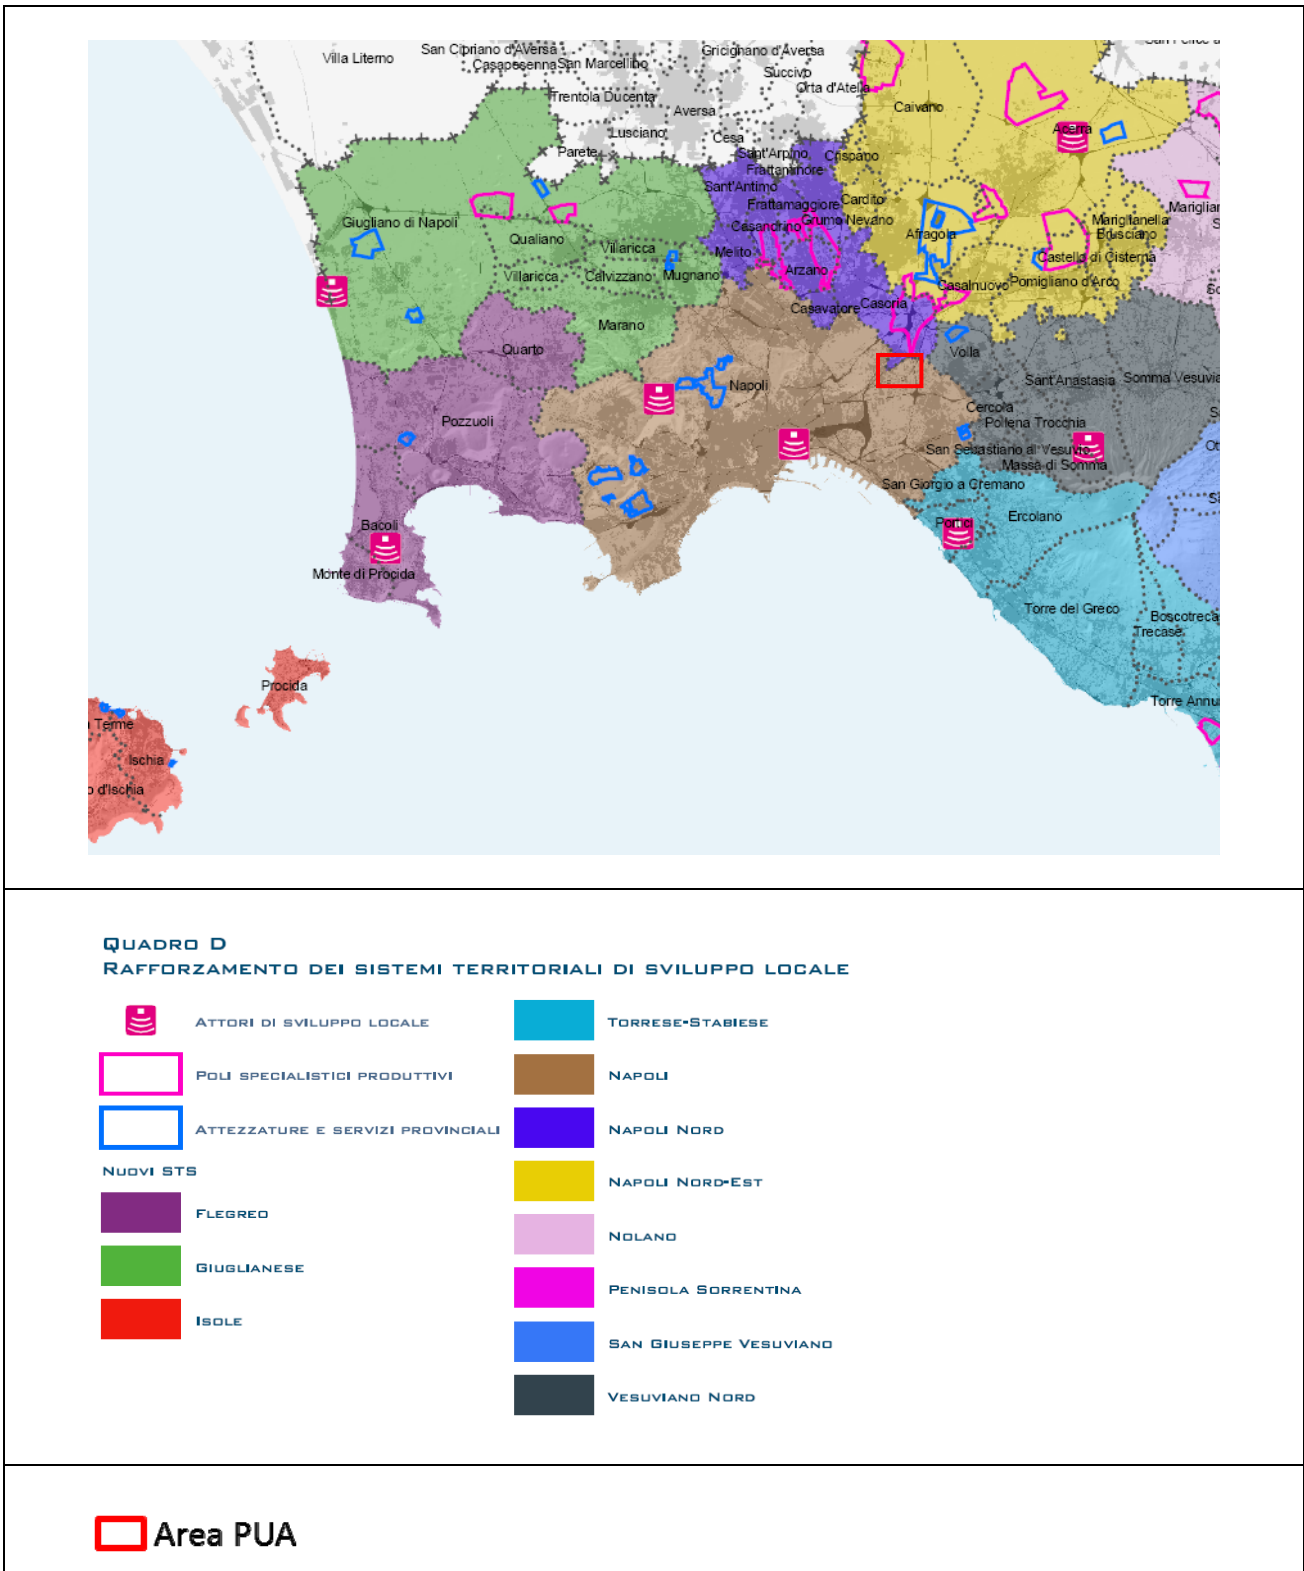 Villa Literno
San Cipriano d'Aversa
Casapesenna
San Marcellino
Gricignano d'Aversa
Succivo
Orta d'Atella
Trentola Ducenta
Aversa
Caivano
Acerra
Lusciano
Cesa
Parete
Sant'Arpino
Crispano
Frattaminore
Sant'Antimo
Cardito
Frattamaggiore
Giugliano di Napoli
Casandrino
Grumo Nevano
Afragola
Mariglianella
Brusciano
Qualiano
Villaricca
Melito
Castello di Cisterna
Villaricca
Calvizzano
Mugnano
Arzano
Casalnuovo
Pomigliano d'Arco
Casavatore
Casoria
Marano
Quarto
Volla
Napoli
Sant'Anastasia
Somma Vesuvia
Pozzuoli
Cercola
Pollena Trocchia
San Sebastiano al Vesuvio
Massa di Somma
San Giorgio a Cremano
Bacoli
Portici
Ercolano
Monte di Procida
Torre del Greco
Boscotreca
Trecase
Procida
Torre Annu
Terme
Ischia
o d'Ischia
QUADRO D
RAFFORZAMENTO DEI SISTEMI TERRITORIALI DI SVILUPPO LOCALE
ATTORI DI SVILUPPO LOCALE
POLI SPECIALISTICI PRODUTTIVI
ATTEZZATURE E SERVIZI PROVINCIALI
NUOVI STS
FLEGREO
GIUGLIANESE
ISOLE
TORRESE-STABIESE
NAPOLI
NAPOLI NORD
NAPOLI NORD-EST
NOLANO
PENISOLA SORRENTINA
SAN GIUSEPPE VESUVIANO
VESUVIANO NORD
Area PUA